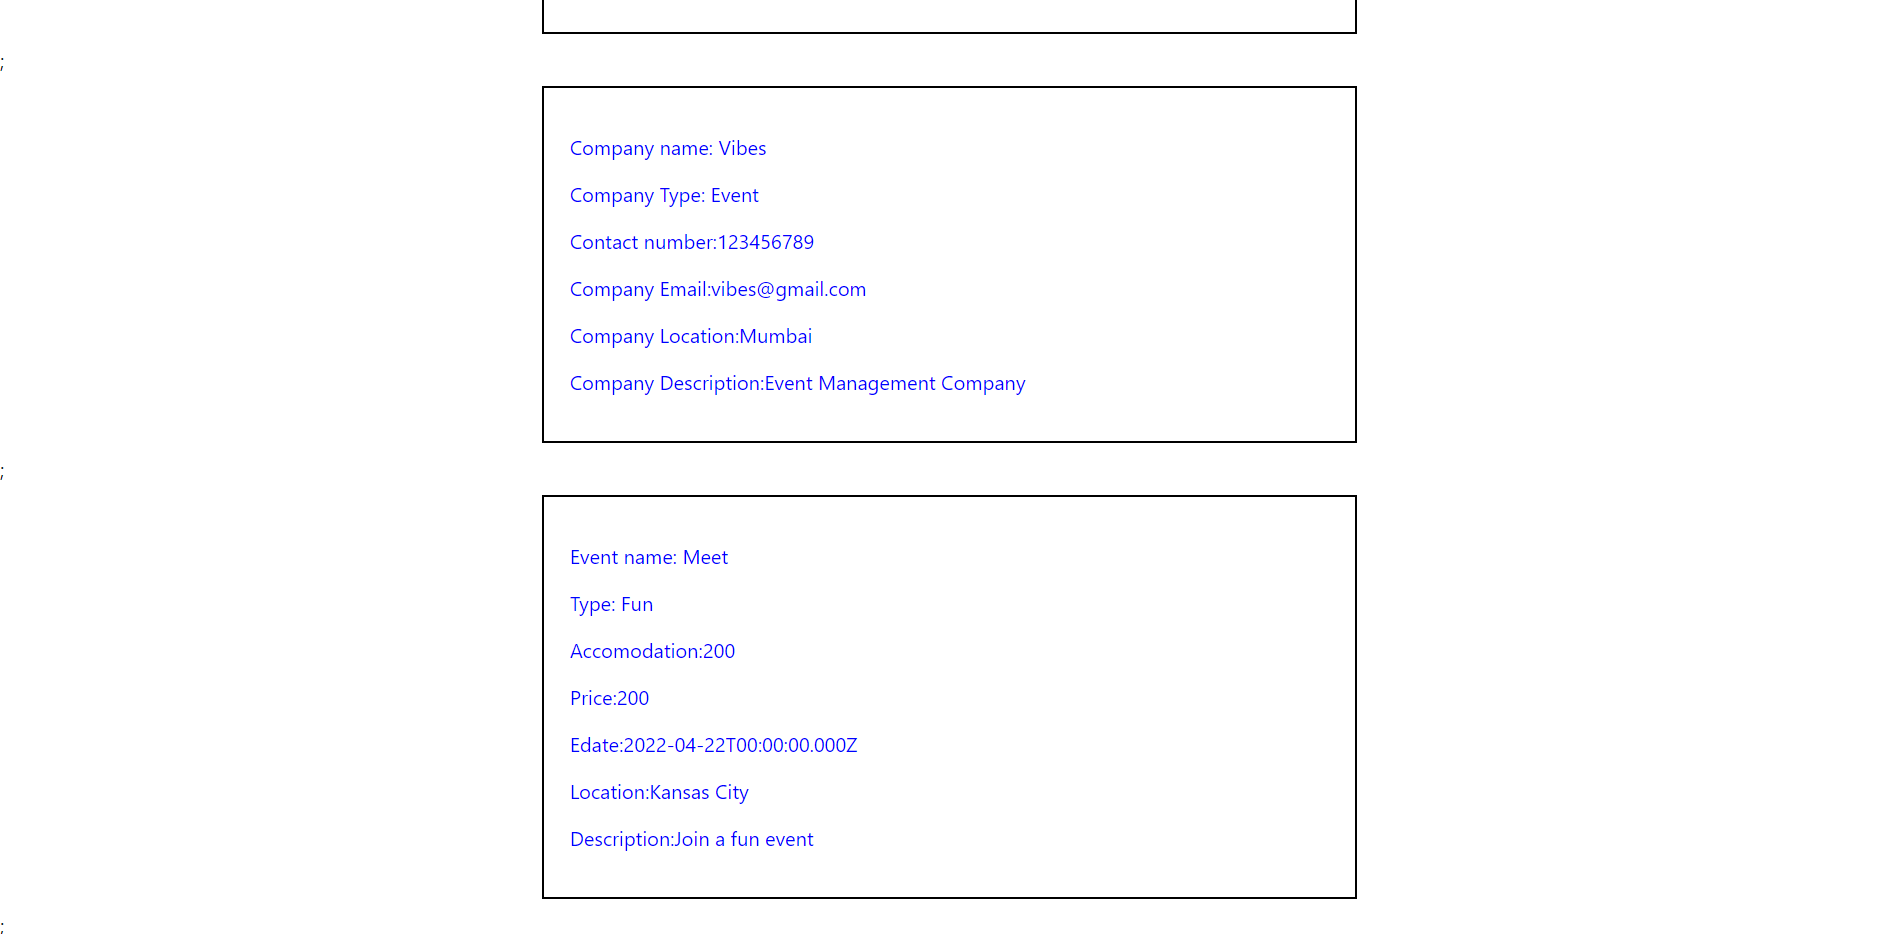 ;
Company name: Vibes
Company Type: Event
Contact number:123456789
Company Email:vibes@gmail.com
Company Location:Mumbai
Company Description:Event Management Company
;
Event name: Meet
Type: Fun
Accomodation:200
Price:200
Edate:2022-04-22T00:00:00.000Z
Location:Kansas City
Description:Join a fun event
;